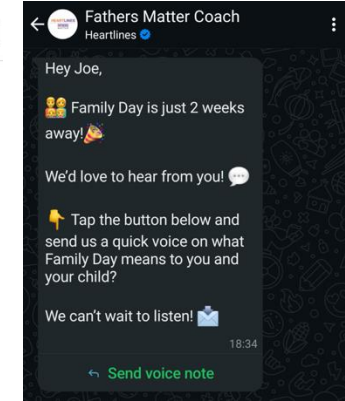 Fathers Matter Coach
Heartlines
Hey Joe,
👨‍👩‍👧‍👦 Family Day is just 2 weeks
away!🎉
We'd love to hear from you! 💬
👇 Tap the button below and
send us a quick voice on what
Family Day means to you and
your child?
We can't wait to listen! 📩
18:34
Send voice note